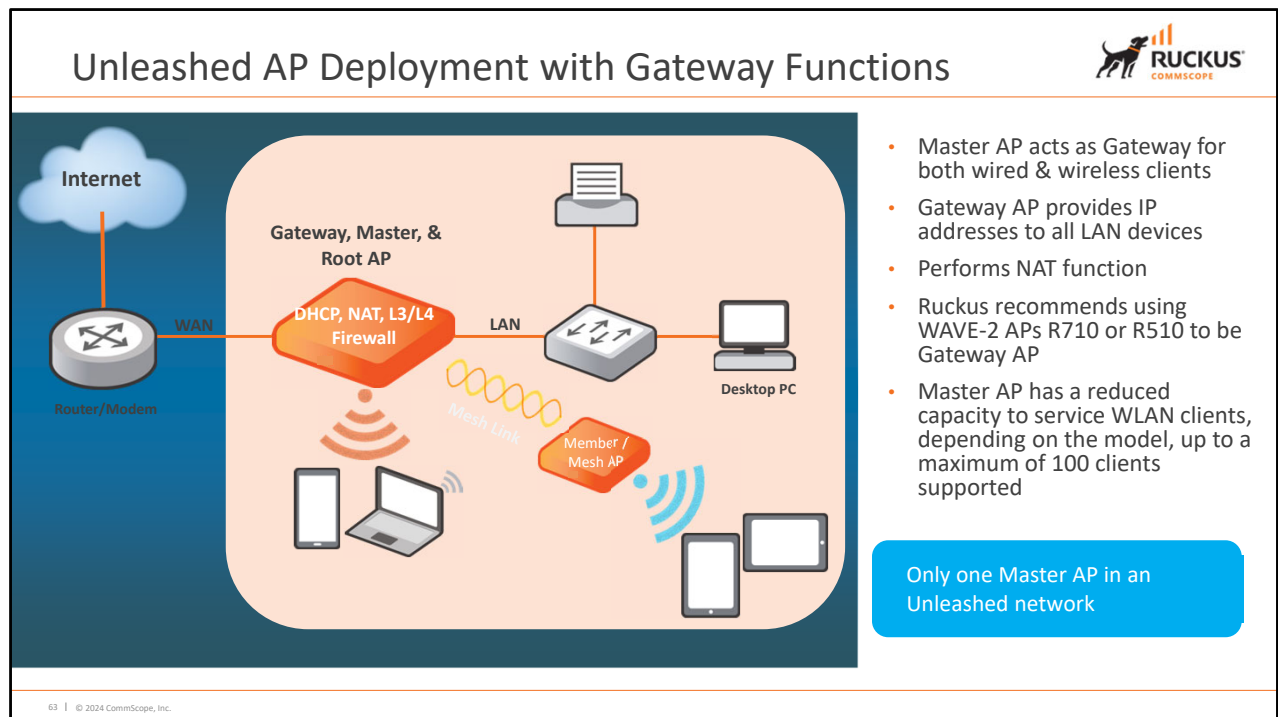 Unleashed AP Deployment with Gateway Functions
RUCKUS
COMMSCOPE
Internet
Gateway, Master, &
Root AP
DHCP, NAT, L3/L4
Firewall
WAN
LAN
Router/Modem
Desktop PC
Mesh Link
Member /
Mesh AP
• Master AP acts as Gateway for
both wired & wireless clients
• Gateway AP provides IP
addresses to all LAN devices
• Performs NAT function
• Ruckus recommends using
WAVE-2 APs R710 or R510 to be
Gateway AP
• Master AP has a reduced
capacity to service WLAN clients,
depending on the model, up to a
maximum of 100 clients
supported
Only one Master AP in an
Unleashed network
63 | © 2024 CommScope, Inc.